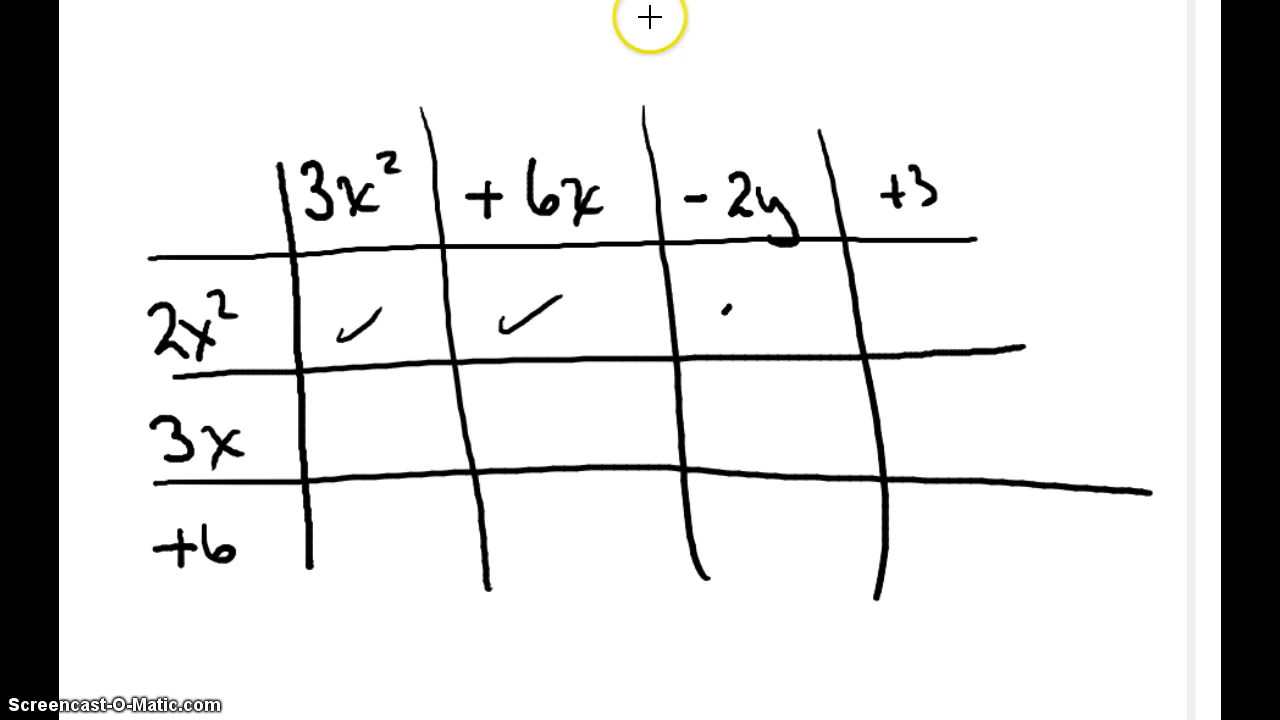 3x² + 6x - 2y +3
2x² ✓ ✓ .
3x
+6
Screencast-O-Matic.com